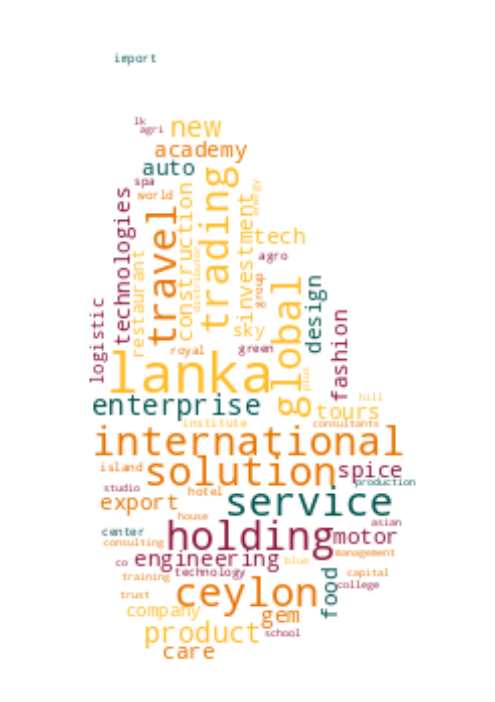 import
lk
agri
new
academy
auto
spa
world
technologies
travel
construction
trading
investment
energy
tech
agro
restaurant
distributor
group
design
logistic
global
sky
fashion
royal
green
lanka
plus
hill
enterprise
tours
institute
consultants
international
island
solution
spice
production
studio
hotel
export
service
house
asian
center
holding
motor
consulting
management
co
engineering
blue
technology
capital
training
food
college
trust
ceylon
company
gem
product
school
care